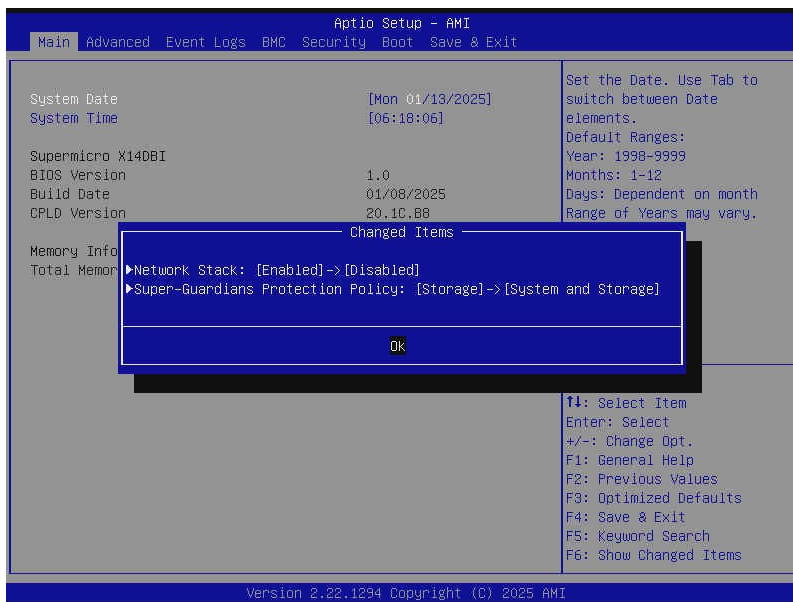 Aptio Setup - AMI
Main Advanced Event Logs BMC Security Boot Save & Exit
System Date [Mon 01/13/2025]
System Time [06:18:06]
Supermicro X14DBI
BIOS Version 1.0
Build Date 01/08/2025
CPLD Version 20.1C.B8
Memory Info
Total Memor
Changed Items
▶Network Stack: [Enabled]->[Disabled]
▶Super-Guardians Protection Policy: [Storage]->[System and Storage]
Ok
Set the Date. Use Tab to
switch between Date
elements.
Default Ranges:
Year: 1998-9999
Months: 1-12
Days: Dependent on month
Range of Years may vary.
↑↓: Select Item
Enter: Select
+/-: Change Opt.
F1: General Help
F2: Previous Values
F3: Optimized Defaults
F4: Save & Exit
F5: Keyword Search
F6: Show Changed Items
Version 2.22.1294 Copyright (C) 2025 AMI